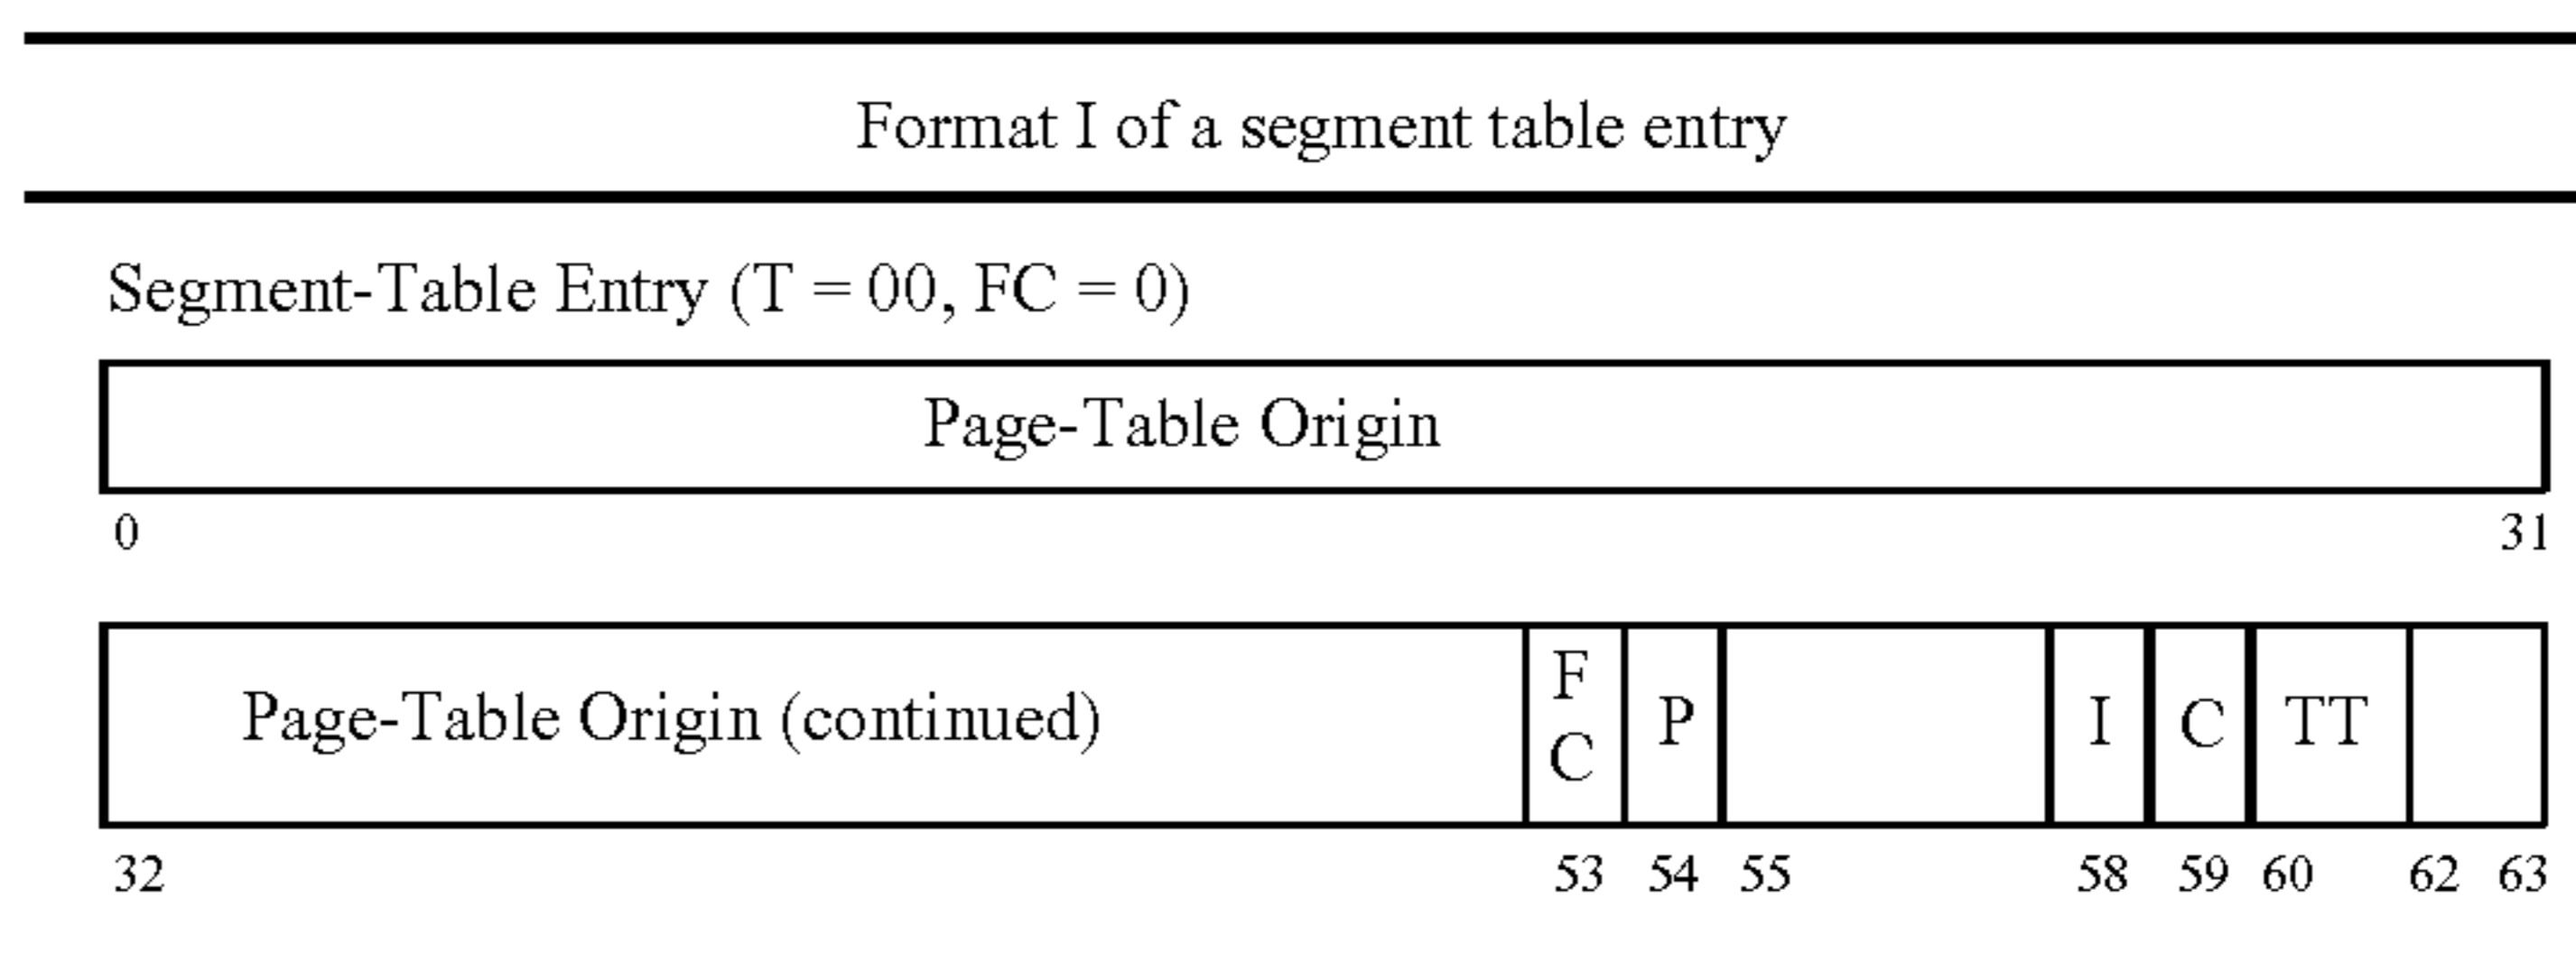 Format I of a segment table entry
Segment-Table Entry (T = 00, FC = 0)
Page-Table Origin
0 31
Page-Table Origin (continued) F C P I C TT
32 53 54 55 58 59 60 62 63